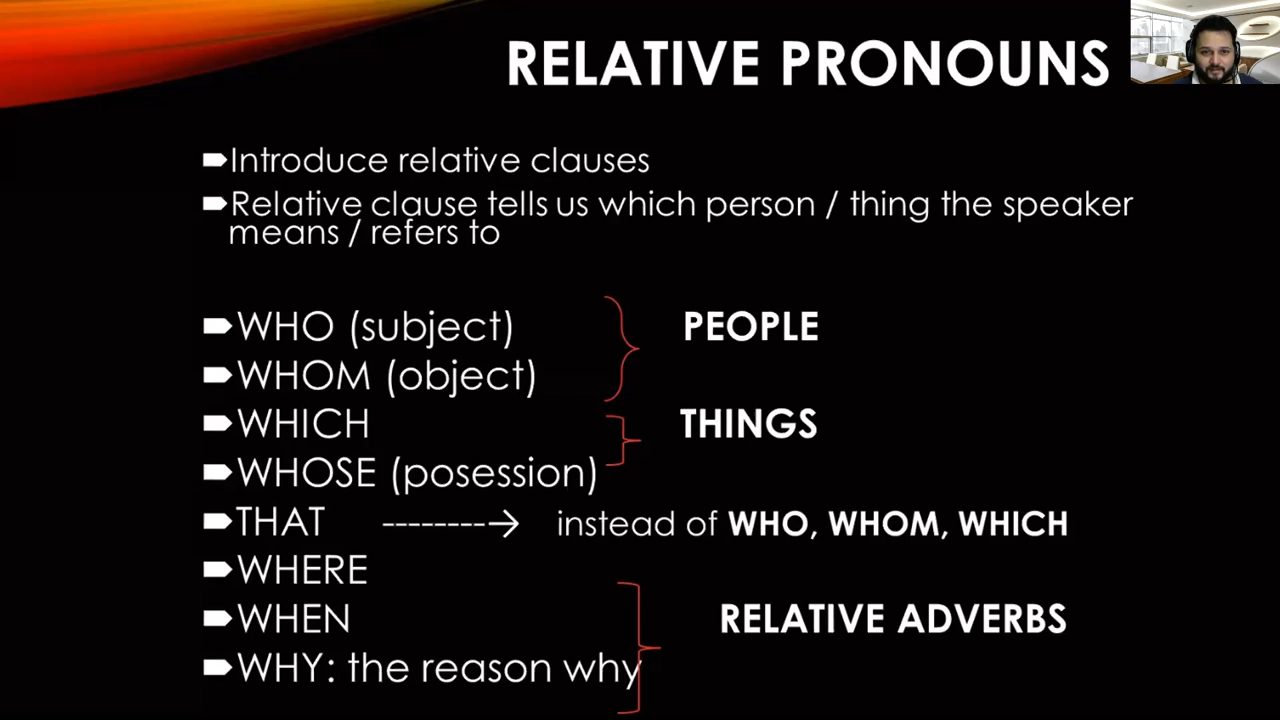 RELATIVE PRONOUNS
Introduce relative clauses
Relative clause tells us which person / thing the speaker
means / refers to
WHO (subject) PEOPLE
WHOM (object)
WHICH THINGS
WHOSE (posession)
THAT --------→ instead of WHO, WHOM, WHICH
WHERE
WHEN RELATIVE ADVERBS
WHY: the reason why